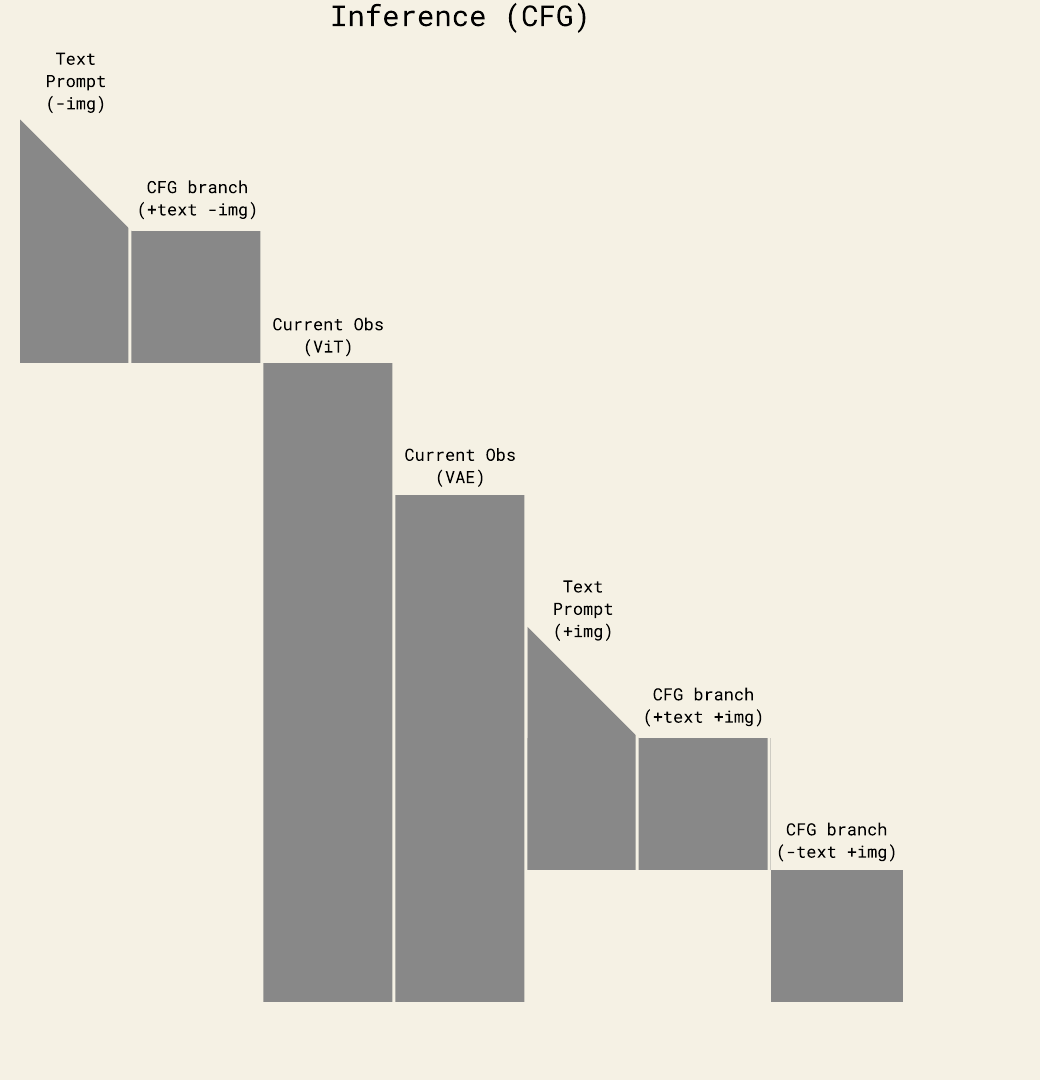 Inference (CFG)
Text
Prompt
(-img)
CFG branch
(+text -img)
Current Obs
(ViT)
Current Obs
(VAE)
Text
Prompt
(+img)
CFG branch
(+text +img)
CFG branch
(-text +img)